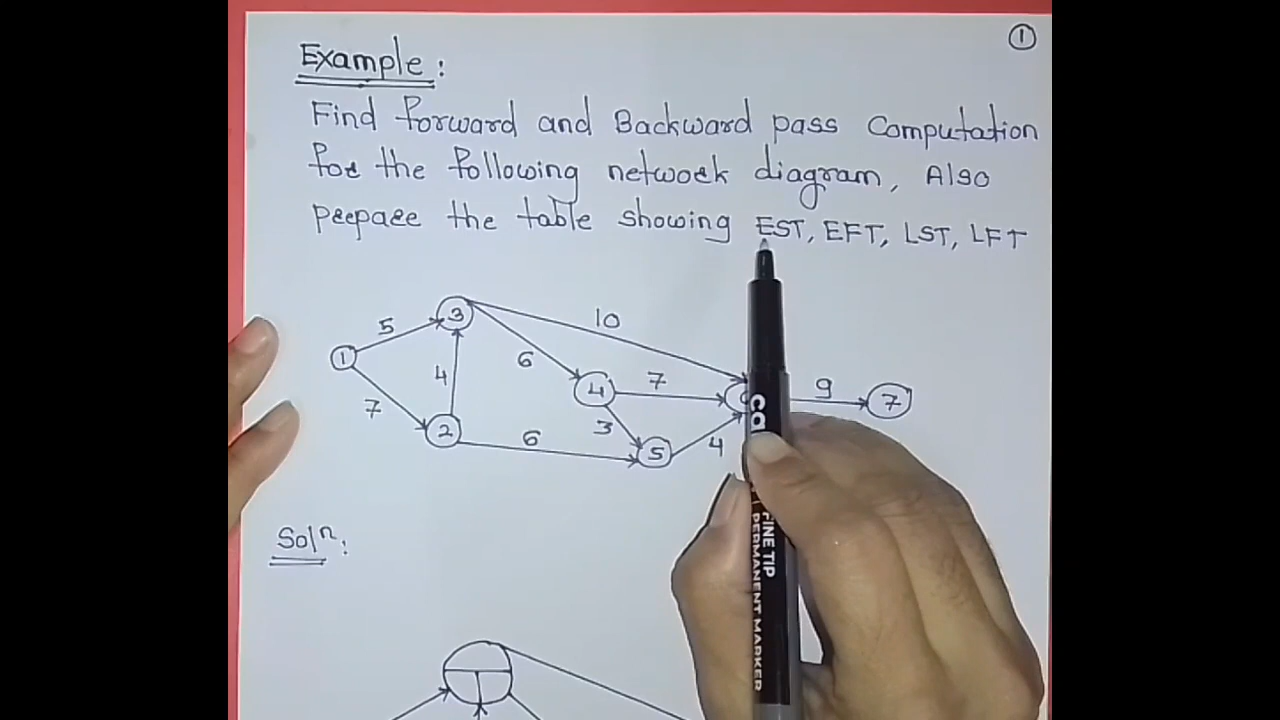 1
Example:
Find forward and Backward pass Computation
for the following network diagram, Also
prepare the table showing EST, EFT, LST, LFT
3
10
5
1
6
4
7
4
7
9
7
7
2
6
3
5
4
Solⁿ:
FINE TIP
PERMANENT MARKER